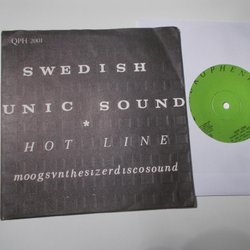 QPH 2001
SWEDISH
UNIC SOUND
*
HOT LINE
moogsynthesizerdiscosound